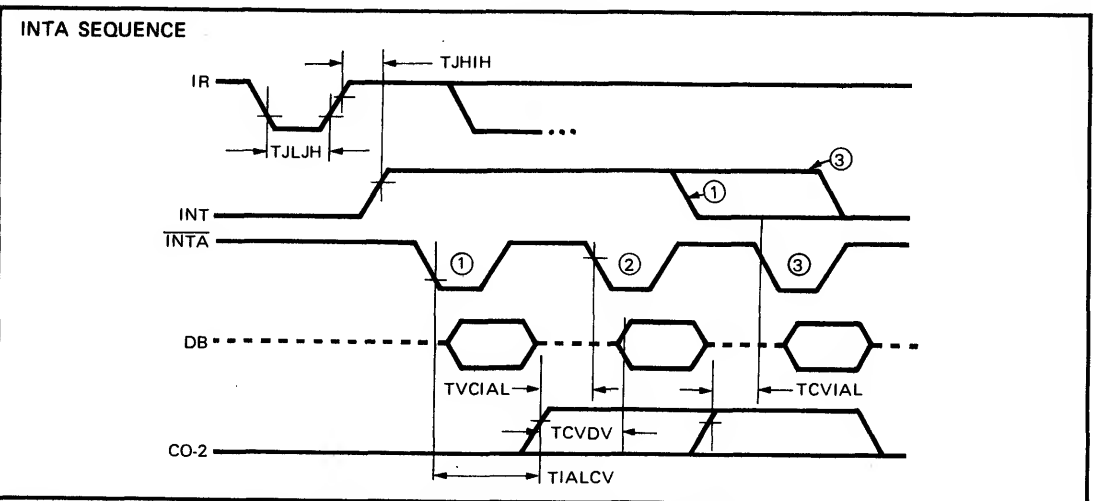 INTA SEQUENCE
IR
TJHIH
TJLJH
INT
①
③
INTA
①
②
③
DB
TVCIAL
TCVIAL
TCVDV
CO-2
TIALCV